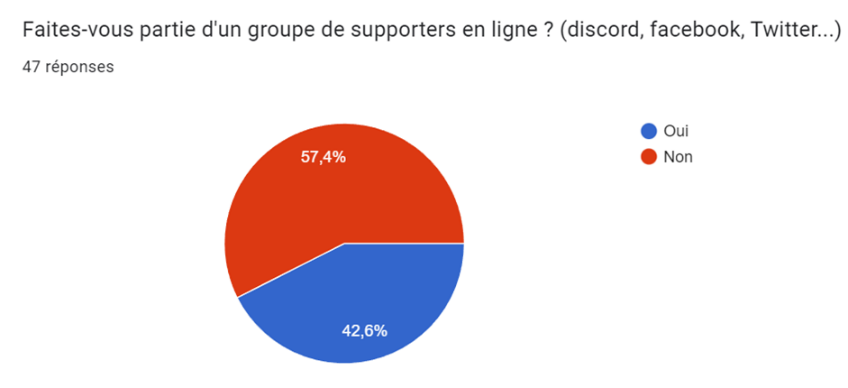 Faites-vous partie d'un groupe de supporters en ligne ? (discord, facebook, Twitter...)
47 réponses
57,4%
42,6%
Oui
Non